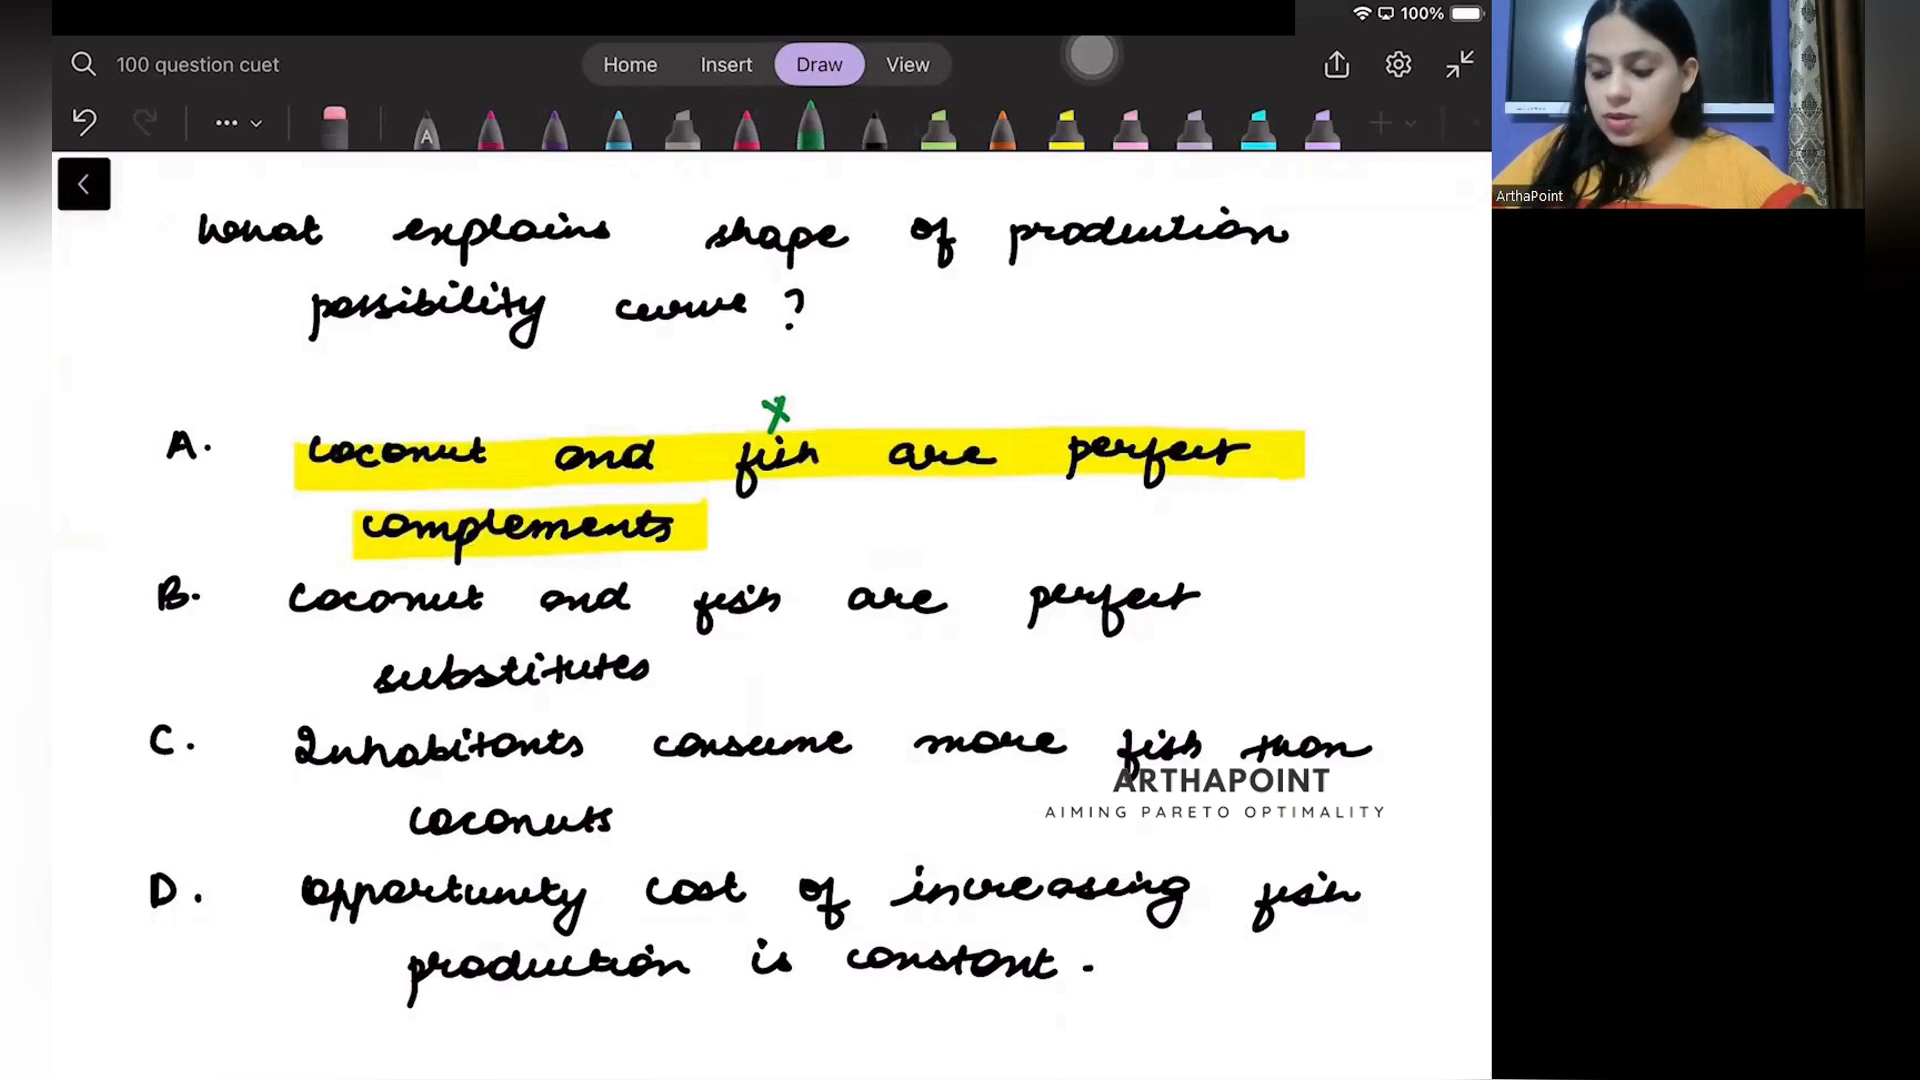 100%
100 question cuet
Home Insert Draw View
A
ArthaPoint
What explains shape of production
possibility curve ?
x
A. coconut and fish are perfect
complements
B. coconut and fish are perfect
substitutes
C. Inhabitants consume more fish than
coconuts
ARTHAPOINT
AIMING PARETO OPTIMALITY
D. opportunity cost of increasing fish
production is constant.